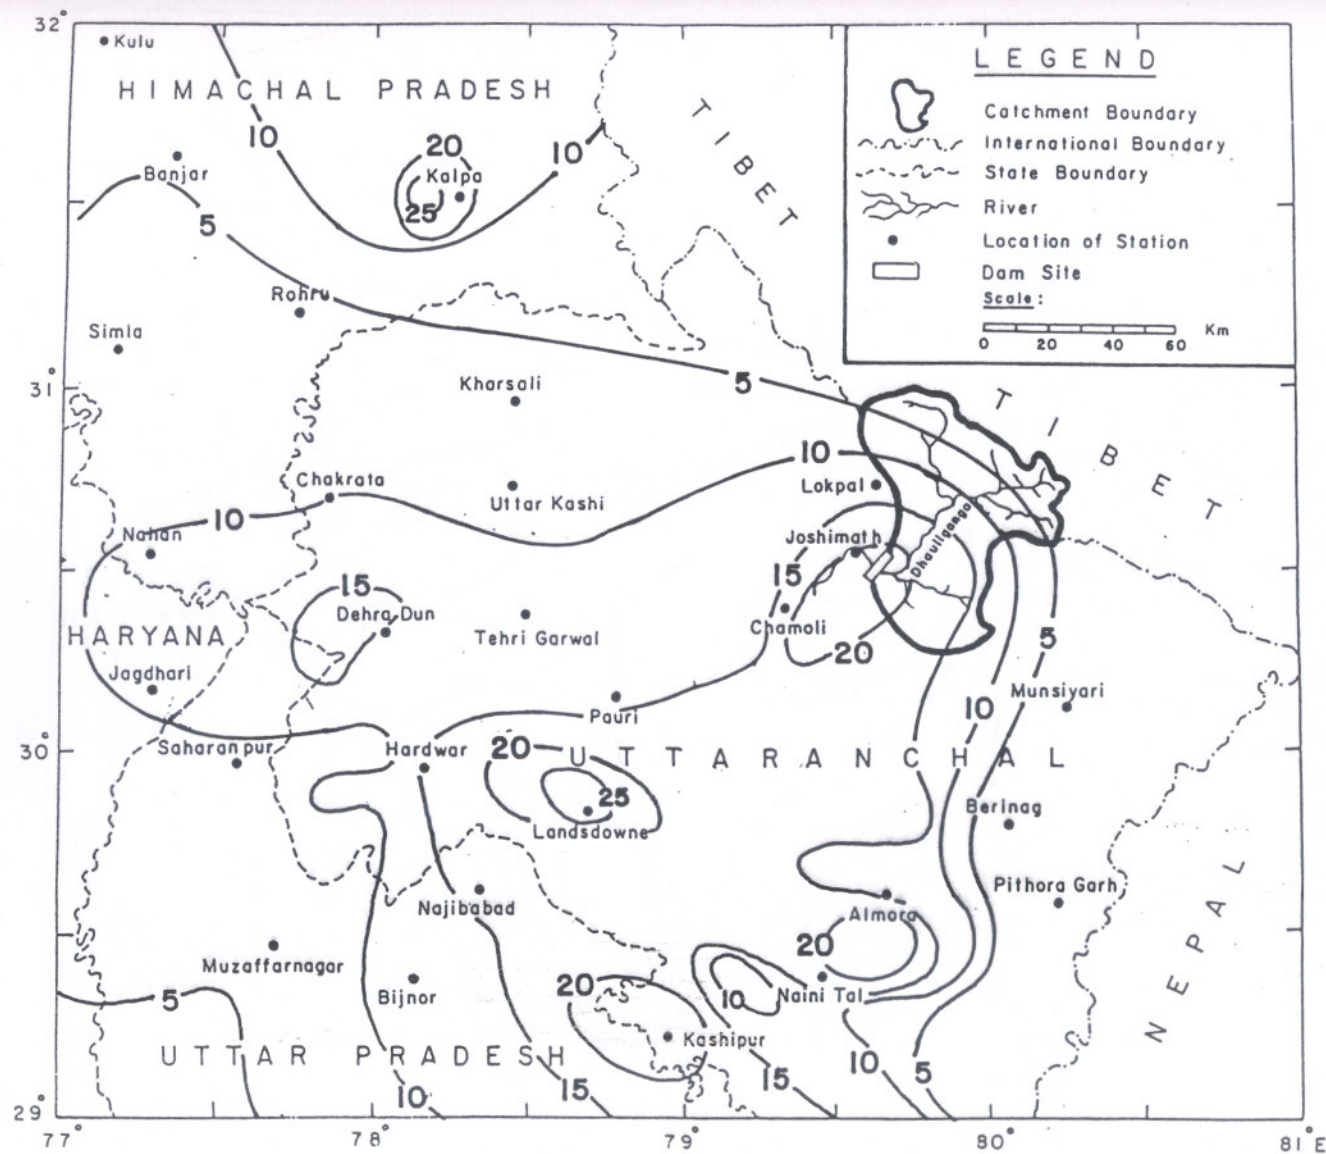 32°
Kulu
HIMACHAL PRADESH
TIBET
LEGEND
Catchment Boundary
International Boundary
State Boundary
River
Location of Station
Dam Site
Scale:
0 20 40 60 Km
10
20
10
Banjar
Kalpa
25
5
Rohru
Simla
31°
Kharsali
5
TIBET
10
Chakrata
Lokpal
Uttar Kashi
10
Nahan
Joshimath
Dhauliganga
15
15
Dehra Dun
Chamoli
HARYANA
Tehri Garwal
20
5
Jagdhari
Munsiyari
Pauri
10
30°
Saharanpur
Hardwar
20
UTTARANCHAL
25
Berinag
Landsdowne
Pithora Garh
Najibabad
Almora
NEPAL
20
Muzaffarnagar
Bijnor
20
10
Naini Tal
5
Kashipur
UTTAR PRADESH
10
15
15
10
5
29°
77° 78° 79° 80° 81°E